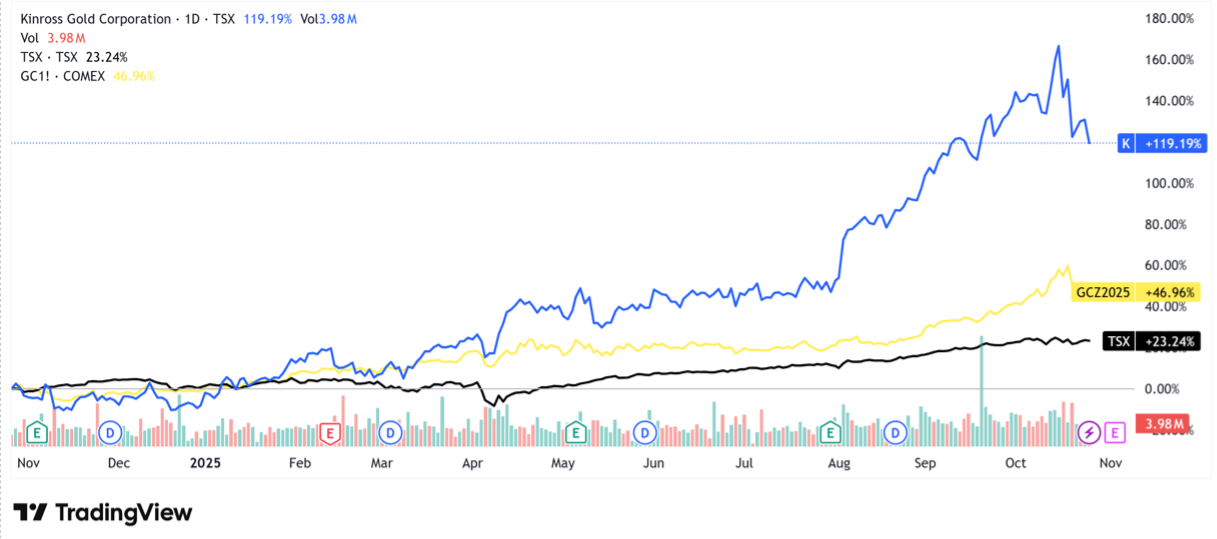 Kinross Gold Corporation · 1D · TSX 119.19% Vol3.98 M
Vol 3.98 M
TSX · TSX 23.24%
GC1! · COMEX 46.96%
180.00%
160.00%
140.00%
K +119.19%
100.00%
80.00%
60.00%
GCZ2025 +46.96%
40.00%
TSX +23.24%
0.00%
3.98 M
E D E D E D E D E
Nov Dec 2025 Feb Mar Apr May Jun Jul Aug Sep Oct Nov
TradingView